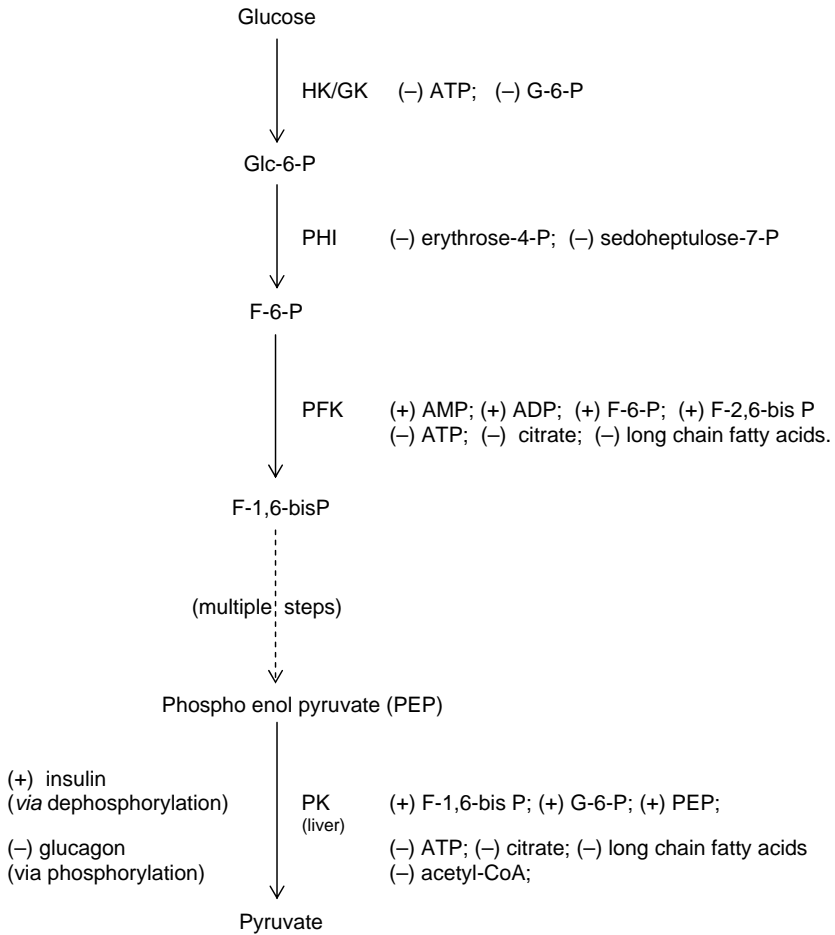 Glucose
HK/GK (–) ATP; (–) G-6-P
Glc-6-P
PHI (–) erythrose-4-P; (–) sedoheptulose-7-P
F-6-P
PFK (+) AMP; (+) ADP; (+) F-6-P; (+) F-2,6-bis P
(–) ATP; (–) citrate; (–) long chain fatty acids.
F-1,6-bisP
(multiple steps)
Phospho enol pyruvate (PEP)
(+) insulin
(via dephosphorylation) PK (+) F-1,6-bis P; (+) G-6-P; (+) PEP;
(liver)
(–) glucagon (–) ATP; (–) citrate; (–) long chain fatty acids
(via phosphorylation) (–) acetyl-CoA;
Pyruvate